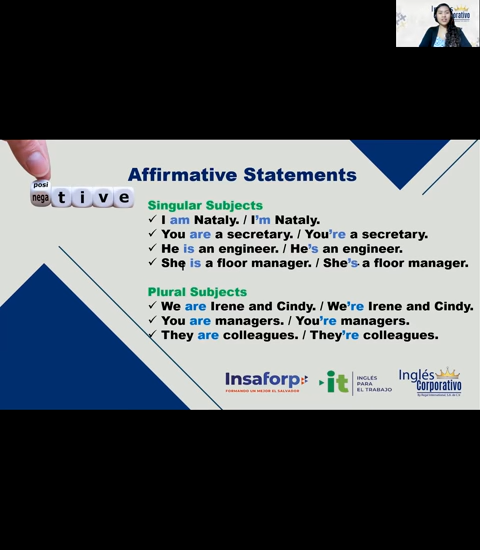 Inglés
Corporativo
posi
nega
tive
Affirmative Statements
Singular Subjects
✓ I am Nataly. / I'm Nataly.
✓ You are a secretary. / You're a secretary.
✓ He is an engineer. / He's an engineer.
✓ She is a floor manager. / She's a floor manager.
Plural Subjects
✓ We are Irene and Cindy. / We're Irene and Cindy.
✓ You are managers. / You're managers.
✓ They are colleagues. / They're colleagues.
Insaforp
FORMANDO UN MEJOR EL SALVADOR
it
INGLÉS
PARA
EL TRABAJO
Inglés
Corporativo